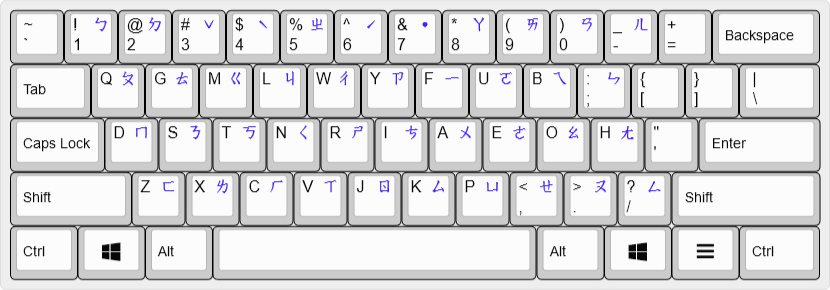 ~ ! ㄅ @ ㄉ # ˇ $ ˋ % ㄓ ^ ˊ & ˙ * ㄚ ( ㄞ ) ㄢ _ ㄦ + Backspace
` 1 2 3 4 5 6 7 8 9 0 - =
Tab Q ㄆ G ㄊ M ㄍ L ㄐ W ㄔ Y ㄗ F ㄧ U ㄛ B ㄟ : ㄣ { } |
; [ ] \
Caps Lock D ㄇ S ㄋ T ㄎ N ㄑ R ㄕ I ㄘ A ㄨ E ㄜ O ㄠ H ㄤ " Enter
'
Shift Z ㄈ X ㄌ C ㄏ V ㄒ J ㄖ K ㄙ P ㄩ < ㄝ > ㄡ ? ㄥ Shift
, . /
Ctrl Alt Alt Ctrl